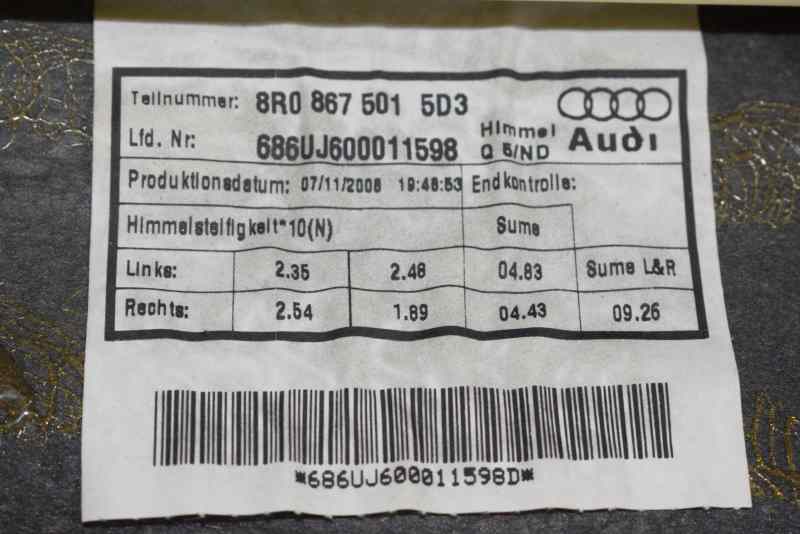 Teilnummer: 8R0 867 501 5D3
Lfd. Nr: 686UJ600011598 Himmel Q 5/ND Audi
Produktionsdatum: 07/11/2008 19:48:53 Endkontrolle:
Himmelsteifigkeit*10(N) Sume
Links: 2.35 2.48 04.83 Sume L&R
Rechts: 2.54 1.89 04.43 09.26
*686UJ600011598D*